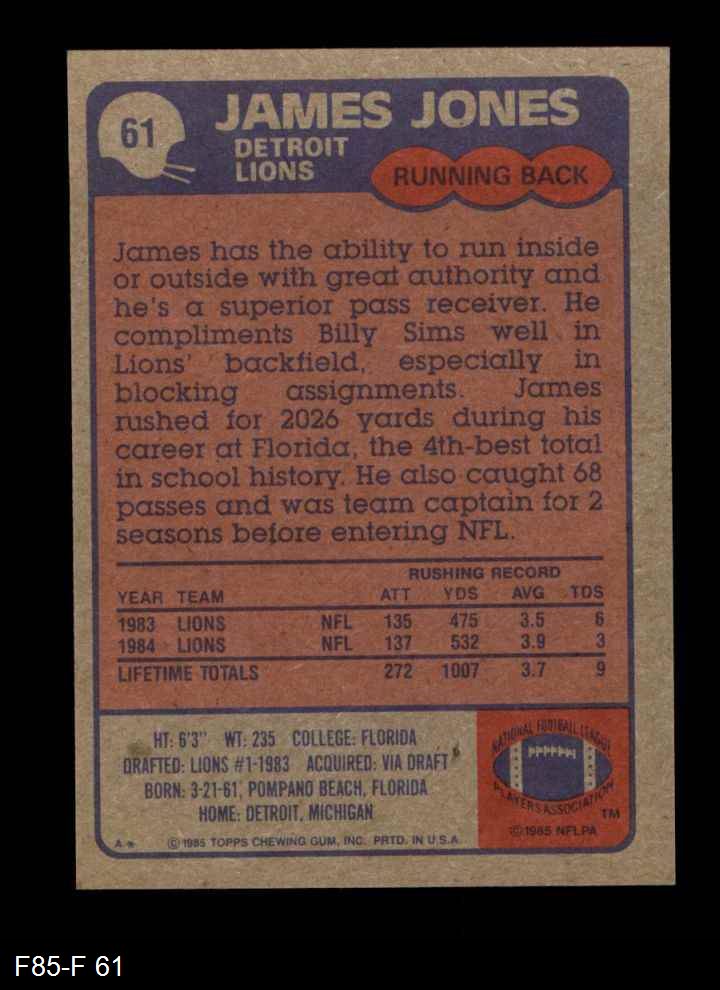 61
JAMES JONES
DETROIT
LIONS
RUNNING BACK
James has the ability to run inside
or outside with great authority and
he's a superior pass receiver. He
compliments Billy Sims well in
Lions' backfield, especially in
blocking assignments. James
rushed for 2026 yards during his
career at Florida, the 4th-best total
in school history. He also caught 68
passes and was team captain for 2
seasons before entering NFL.
RUSHING RECORD
YEAR TEAM ATT YDS AVG TDS
1983 LIONS NFL 135 475 3.5 6
1984 LIONS NFL 137 532 3.9 3
LIFETIME TOTALS 272 1007 3.7 9
HT: 6'3" WT: 235 COLLEGE: FLORIDA
DRAFTED: LIONS #1-1983 ACQUIRED: VIA DRAFT
BORN: 3-21-61, POMPANO BEACH, FLORIDA
HOME: DETROIT, MICHIGAN
A* © 1985 TOPPS CHEWING GUM, INC. PRTD. IN U.S.A.
NATIONAL FOOTBALL LEAGUE
PLAYERS ASSOCIATION
TM
© 1985 NFLPA
F85-F 61